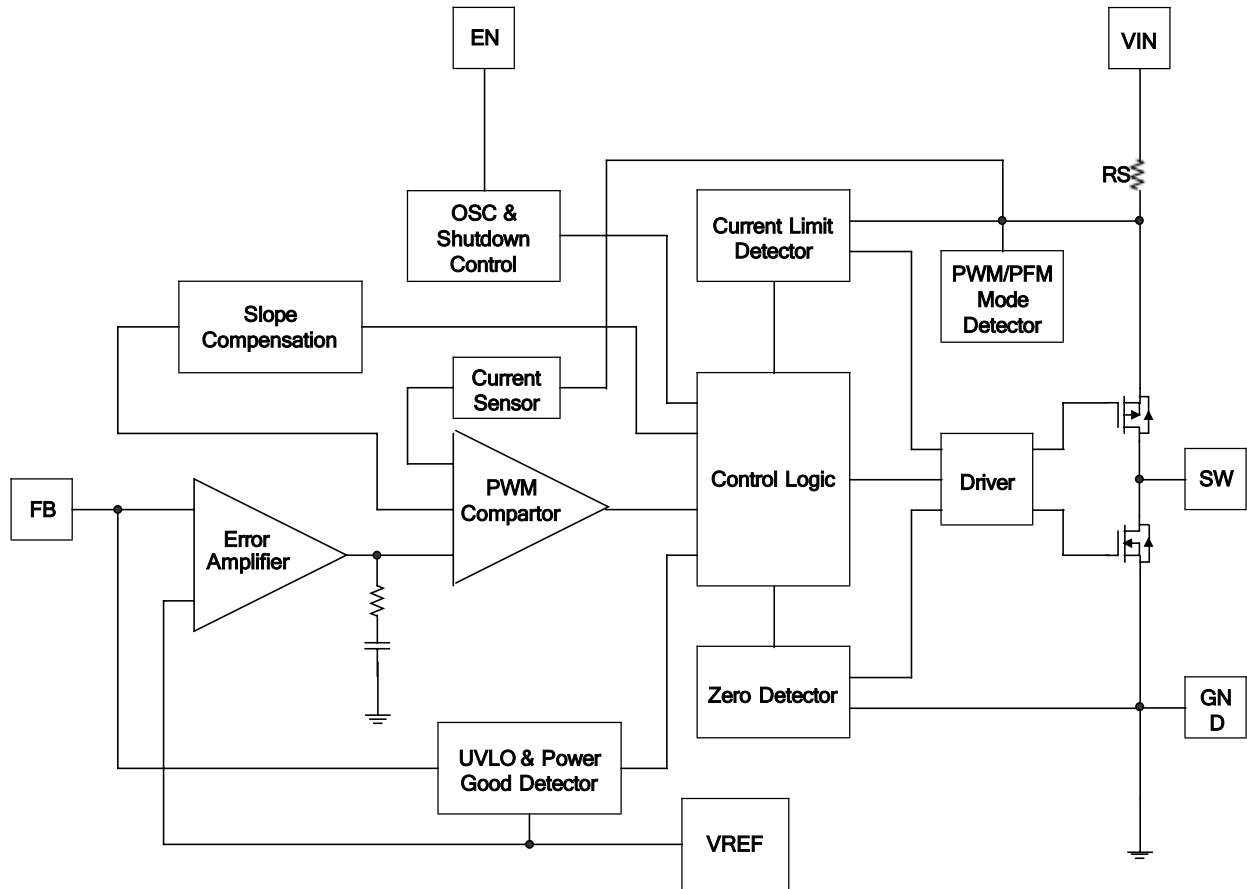 EN
VIN
RS
OSC &
Shutdown
Control
Current Limit
Detector
PWM/PFM
Mode
Detector
Slope
Compensation
Current
Sensor
PWM
Compartor
Control Logic
Driver
SW
FB
Error
Amplifier
Zero Detector
GN
D
UVLO & Power
Good Detector
VREF